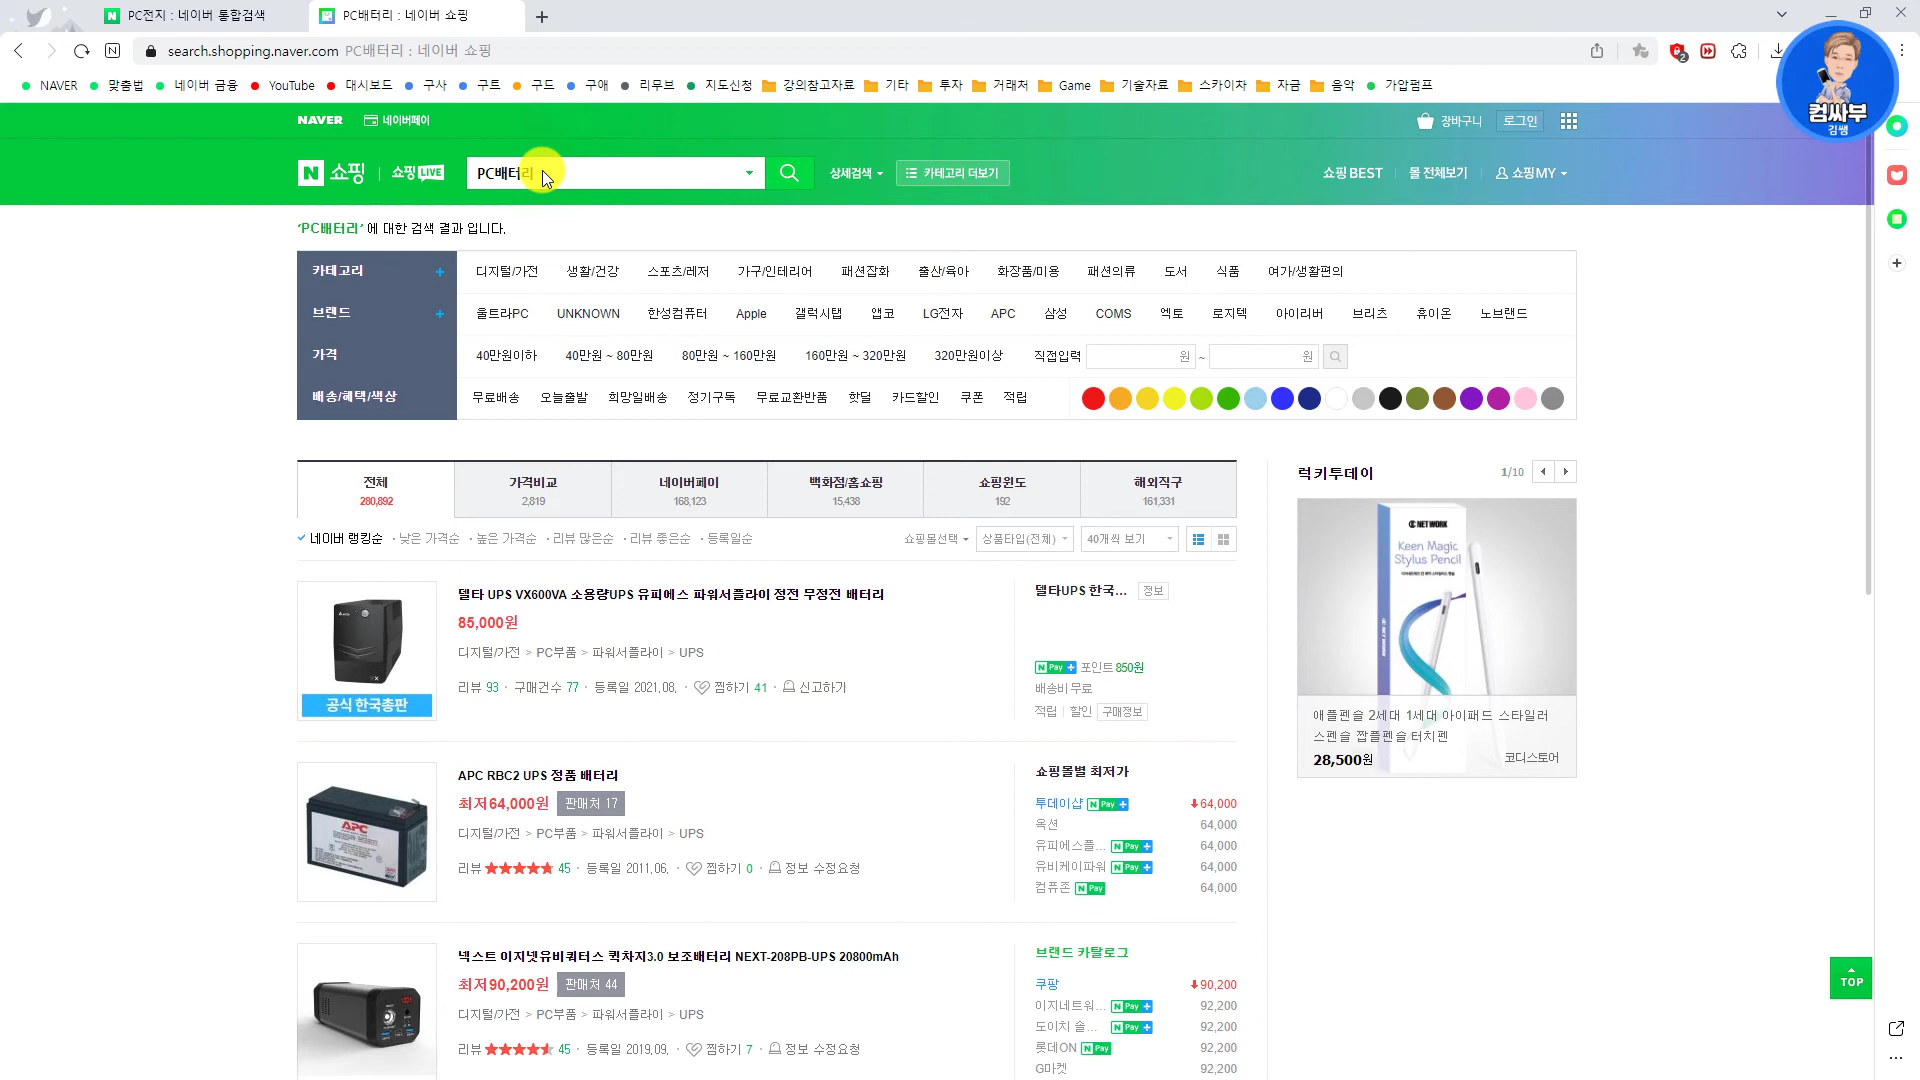 PC전지 : 네이버 통합검색
PC배터리 : 네이버 쇼핑
search.shopping.naver.com PC배터리 : 네이버 쇼핑
NAVER 맞춤법 네이버 금융 YouTube 대시보드 구사 구트 구드 구애 리무브 지도신청 강의참고자료 기타 투자 거래처 Game 기술자료 스카이차 자금 음악 가압펌프
컴싸부
김쌤
NAVER 네이버페이 장바구니 로그인
N 쇼핑 쇼핑LIVE PC배터리 상세검색 카테고리 더보기 쇼핑BEST 몰 전체보기 쇼핑MY
‘PC배터리’ 에 대한 검색 결과 입니다.
카테고리 + 디지털/가전 생활/건강 스포츠/레저 가구/인테리어 패션잡화 출산/육아 화장품/미용 패션의류 도서 식품 여가/생활편의
브랜드 + 울트라PC UNKNOWN 한성컴퓨터 Apple 갤럭시탭 앱코 LG전자 APC 삼성 COMS 엑토 로지텍 아이리버 브리츠 휴이온 노브랜드
가격 40만원이하 40만원 ~ 80만원 80만원 ~ 160만원 160만원 ~ 320만원 320만원이상 직접입력 원 ~ 원
배송/혜택/색상 무료배송 오늘출발 희망일배송 정기구독 무료교환반품 핫딜 카드할인 쿠폰 적립
전체 가격비교 네이버페이 백화점/홈쇼핑 쇼핑윈도 해외직구
280,892 2,819 168,123 15,438 192 161,331
네이버 랭킹순 · 낮은 가격순 · 높은 가격순 · 리뷰 많은순 · 리뷰 좋은순 · 등록일순 쇼핑몰선택 상품타입(전체) 40개씩 보기
델타 UPS VX600VA 소용량UPS 유피에스 파워서플라이 정전 무정전 배터리
85,000원
디지털/가전 > PC부품 > 파워서플라이 > UPS
리뷰 93 · 구매건수 77 · 등록일 2021.08. · 찜하기 41 · 신고하기
공식 한국총판
델타UPS 한국... 정보
N Pay + 포인트 850원
배송비 무료
적립 | 할인 구매정보
APC RBC2 UPS 정품 배터리
최저64,000원 판매처 17
디지털/가전 > PC부품 > 파워서플라이 > UPS
리뷰 45 · 등록일 2011.06. · 찜하기 0 · 정보 수정요청
APC
쇼핑몰별 최저가
투데이샵 N Pay + 64,000
옥션 64,000
유피에스플... N Pay + 64,000
유비케이파워 N Pay + 64,000
컴퓨존 N Pay 64,000
넥스트 이지넷유비쿼터스 퀵차지3.0 보조배터리 NEXT-208PB-UPS 20800mAh
최저90,200원 판매처 44
디지털/가전 > PC부품 > 파워서플라이 > UPS
리뷰 45 · 등록일 2019.09. · 찜하기 7 · 정보 수정요청
브랜드 카탈로그
쿠팡 90,200
이지네트워... N Pay + 92,200
도이치 솔... N Pay + 92,200
롯데ON N Pay 92,200
G마켓 92,200
럭키투데이 1/10
NETWORK
Keen Magic
Stylus Pencil
애플펜슬 2세대 1세대 아이패드 스타일러
스펜슬 짭플펜슬 터치펜
28,500원 코디스토어
TOP